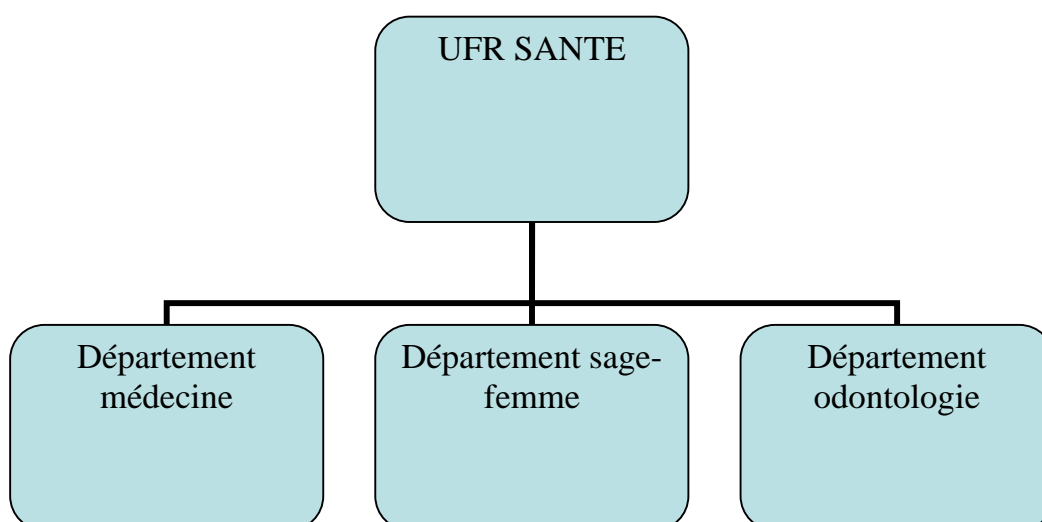 UFR SANTE
Département
médecine
Département sage-
femme
Département
odontologie